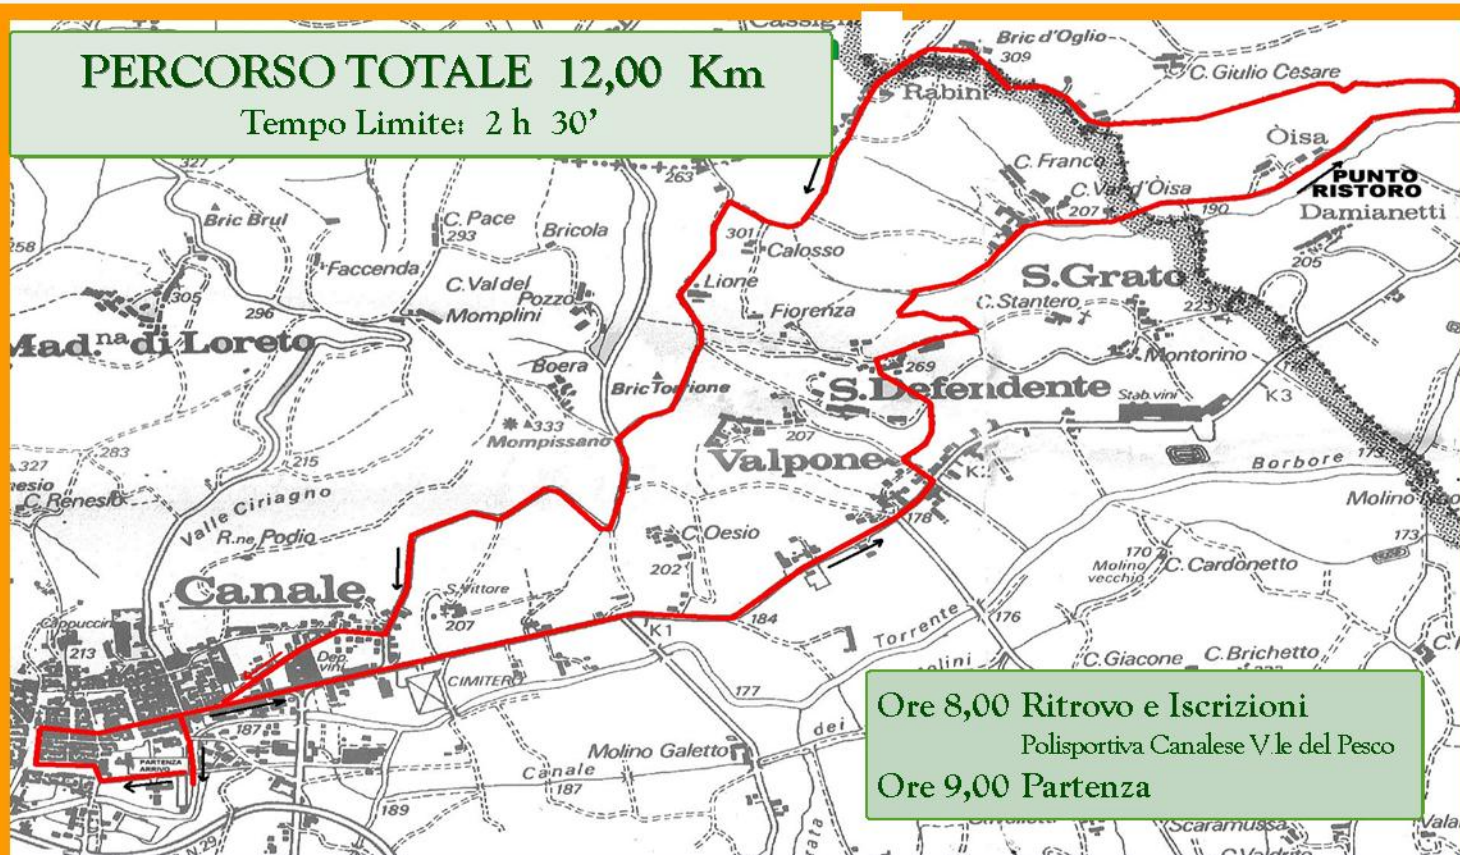 Cassign
PERCORSO TOTALE 12,00 Km
Tempo Limite: 2 h 30'
Bric d'Oglio
309
C. Giulio Cesare
Rabini
Òisa
327
263
C. Franco
C. Val d'Òisa
PUNTO
RISTORO
207
190
Damianetti
Bric Brul
C. Pace
293
Bricola
301
Calosso
258
205
Faccenda
C. Val del
Pozzo
Momplini
Lione
S.Grato
305
296
C. Stantero
223
Fiorenza
Mad.na di Loreto
Montorino
Boera
Bric Torrione
269
S.Defendente
Stab. vini
K3
333
Mompissano
207
283
Valpone
327
215
K
Borbore
173
C. Renesio
Molino
Valle Ciriagno
178
R.ne Podio
C. Oesio
173
170
Molino
vecchio
C. Cardonetto
202
Canale
S. Vittore
207
Cappuccini
K1
184
Torrente
176
213
Dep.
vini
C. Giacone
C. Brichetto
CIMITERO
177
187
dei
Ore 8,00 Ritrovo e Iscrizioni
Polisportiva Canalese V.le del Pesco
Ore 9,00 Partenza
PARTENZA
ARRIVO
Molino Galetto
Canale
187
189
N.29
Scaramussa